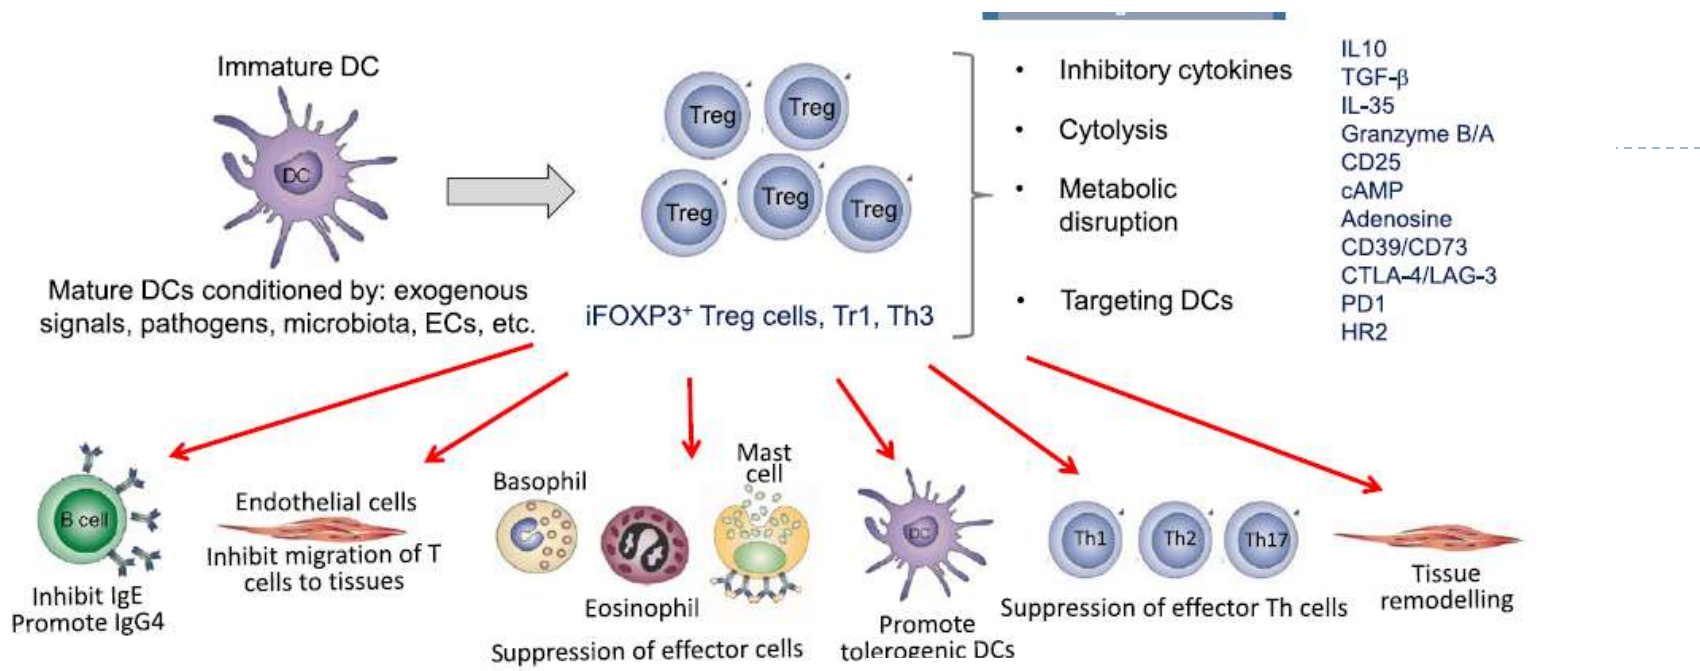 Immature DC
DC
Mature DCs conditioned by: exogenous
signals, pathogens, microbiota, ECs, etc.
Treg
Treg
Treg
Treg
Treg
iFOXP3+ Treg cells, Tr1, Th3
• Inhibitory cytokines
• Cytolysis
• Metabolic
disruption
• Targeting DCs
IL10
TGF-β
IL-35
Granzyme B/A
CD25
cAMP
Adenosine
CD39/CD73
CTLA-4/LAG-3
PD1
HR2
B cell
Inhibit IgE
Promote IgG4
Endothelial cells
Inhibit migration of T
cells to tissues
Basophil
Eosinophil
Mast
cell
Suppression of effector cells
DC
Promote
tolerogenic DCs
Th1
Th2
Th17
Suppression of effector Th cells
Tissue
remodelling